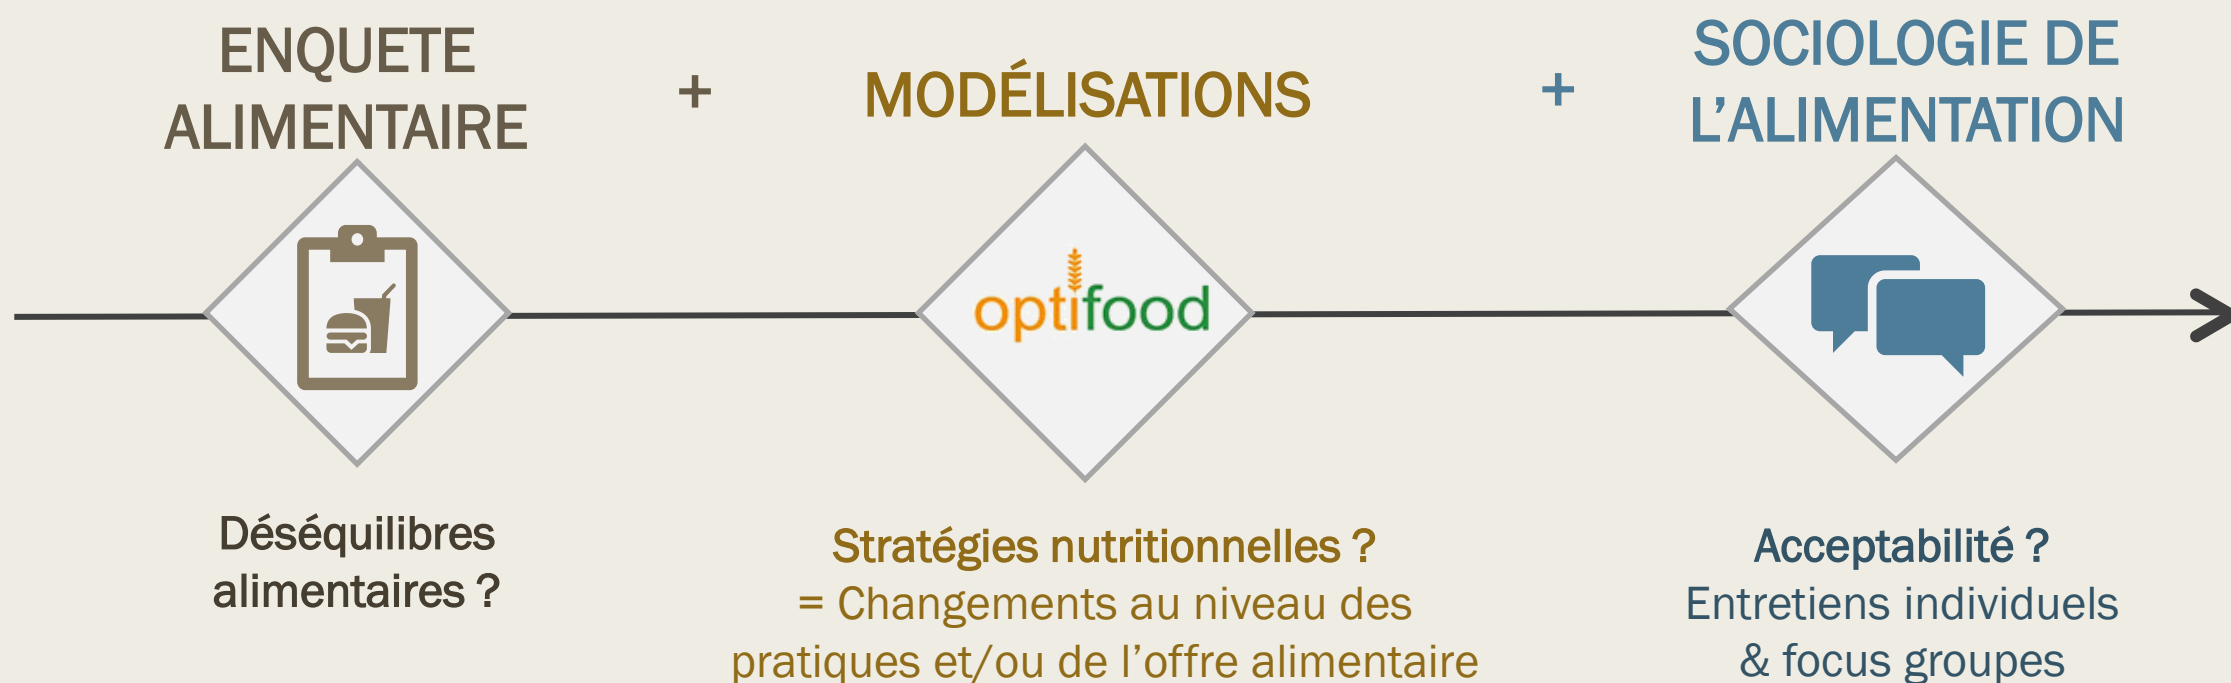 ENQUETE
ALIMENTAIRE
+
MODÉLISATIONS
+
SOCIOLOGIE DE
L’ALIMENTATION
optifood
Déséquilibres
alimentaires ?
Stratégies nutritionnelles ?
= Changements au niveau des
pratiques et/ou de l’offre alimentaire
Acceptabilité ?
Entretiens individuels
& focus groupes